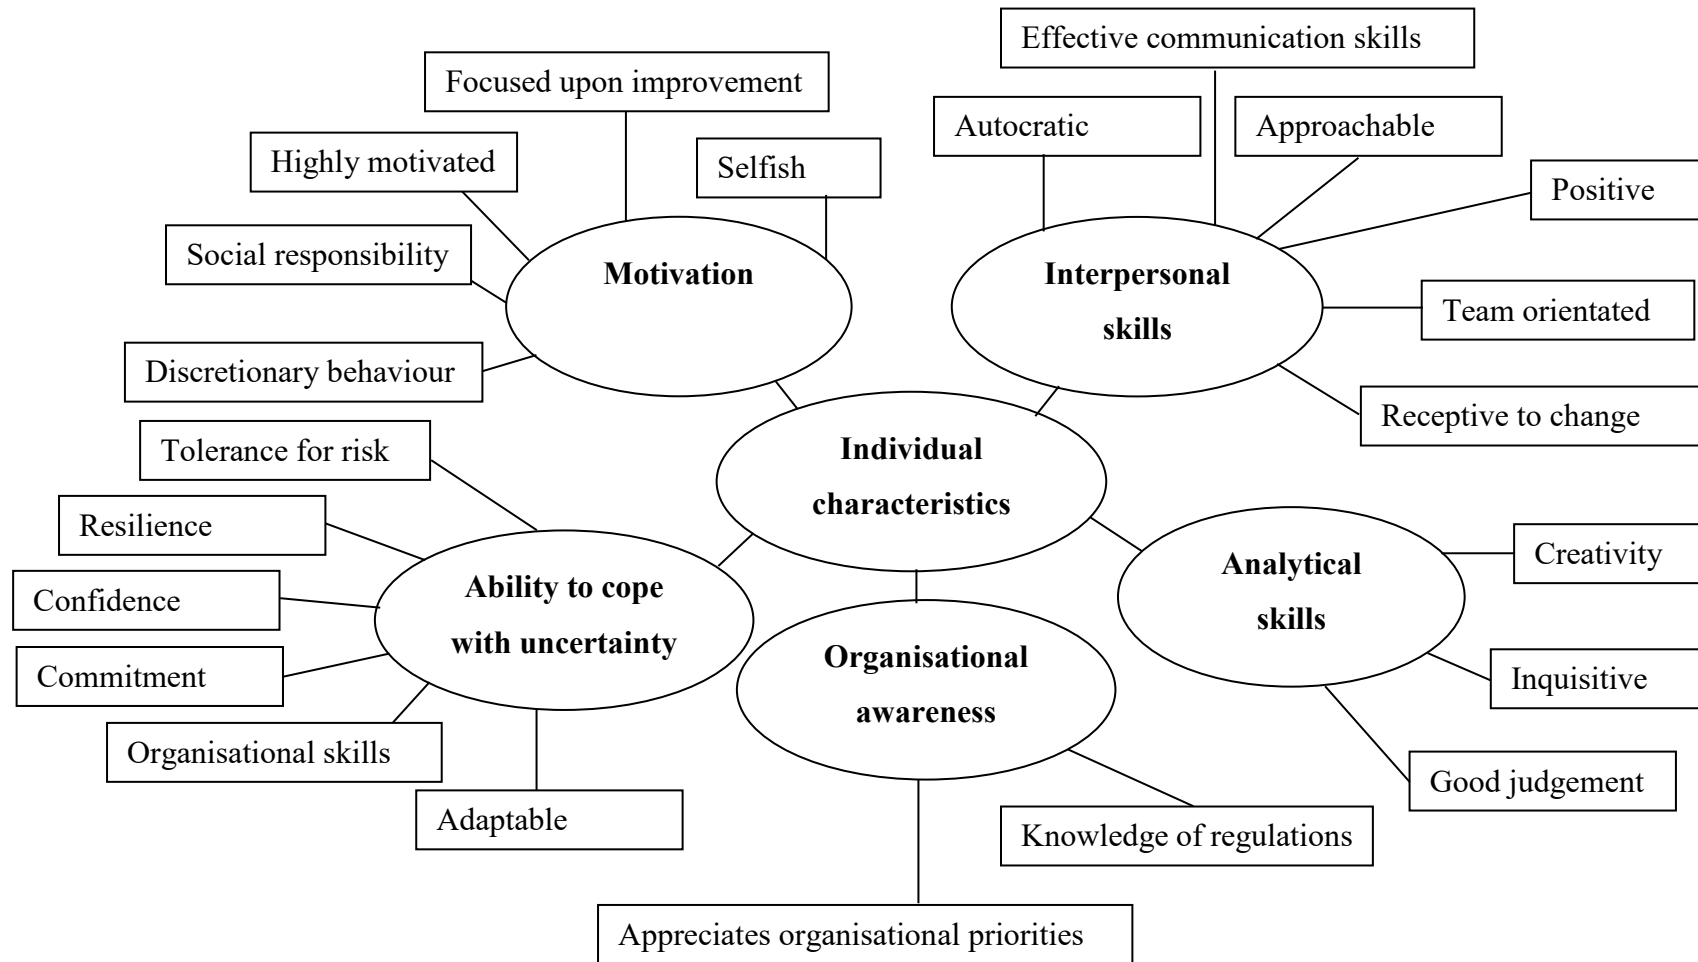 Effective communication skills
Focused upon improvement
Autocratic
Approachable
Highly motivated
Selfish
Positive
Social responsibility
Motivation
Interpersonal
skills
Team orientated
Discretionary behaviour
Receptive to change
Tolerance for risk
Individual
characteristics
Resilience
Creativity
Analytical
skills
Confidence
Ability to cope
with uncertainty
Commitment
Organisational
awareness
Inquisitive
Organisational skills
Good judgement
Adaptable
Knowledge of regulations
Appreciates organisational priorities